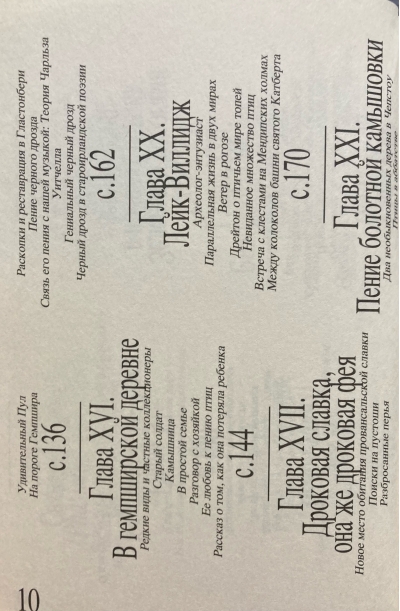 Удивительный Пул
На пороге Гемпшира
с.136
Глава XVI.
В гемпширской деревне
Редкие виды и частные коллекционеры
Старый солдат
Камышница
В простой семье
Разговор с хозяйкой
Ее любовь к пению птиц
Рассказ о том, как она потеряла ребенка
с.144
Глава XVII.
Дроковая славка,
она же дроковая фея
Новое место обитания провансальской славки
Поиски на пустоши
Разбросанные перья
10
Раскопки и реставрация в Гластонбери
Пение черного дрозда
Связь его пения с нашей музыкой: Теория Чарльза
Уитчелла
Гениальный черный дрозд
Черный дрозд в староирландской поэзии
с.162
Глава XX.
Лейк-Виллидж
Археолог-энтузиаст
Параллельная жизнь в двух мирах
Ветер в рогозе
Дрейтон о птичьем мире топей
Невиданное множество птиц
Встреча с клестами на Мендипских холмах
Между колоколов башни святого Катберта
с.170
Глава XXI.
Пение болотной камышовки
Два необыкновенных дерева в Чепстоу
Птицы в аббатстве